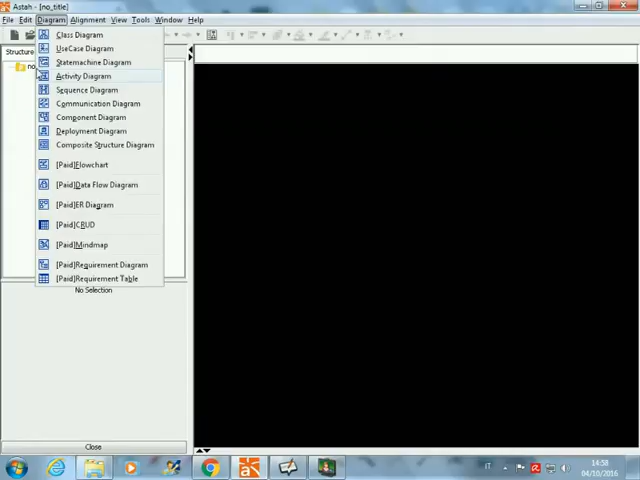 Astah - [no_title]
File Edit Diagram Alignment View Tools Window Help
Structure
no
Class Diagram
UseCase Diagram
Statemachine Diagram
Activity Diagram
Sequence Diagram
Communication Diagram
Component Diagram
Deployment Diagram
Composite Structure Diagram
[Paid]Flowchart
[Paid]Data Flow Diagram
[Paid]ER Diagram
[Paid]CRUD
[Paid]Mindmap
[Paid]Requirement Diagram
[Paid]Requirement Table
No Selection
Close
IT
14:58
04/10/2016